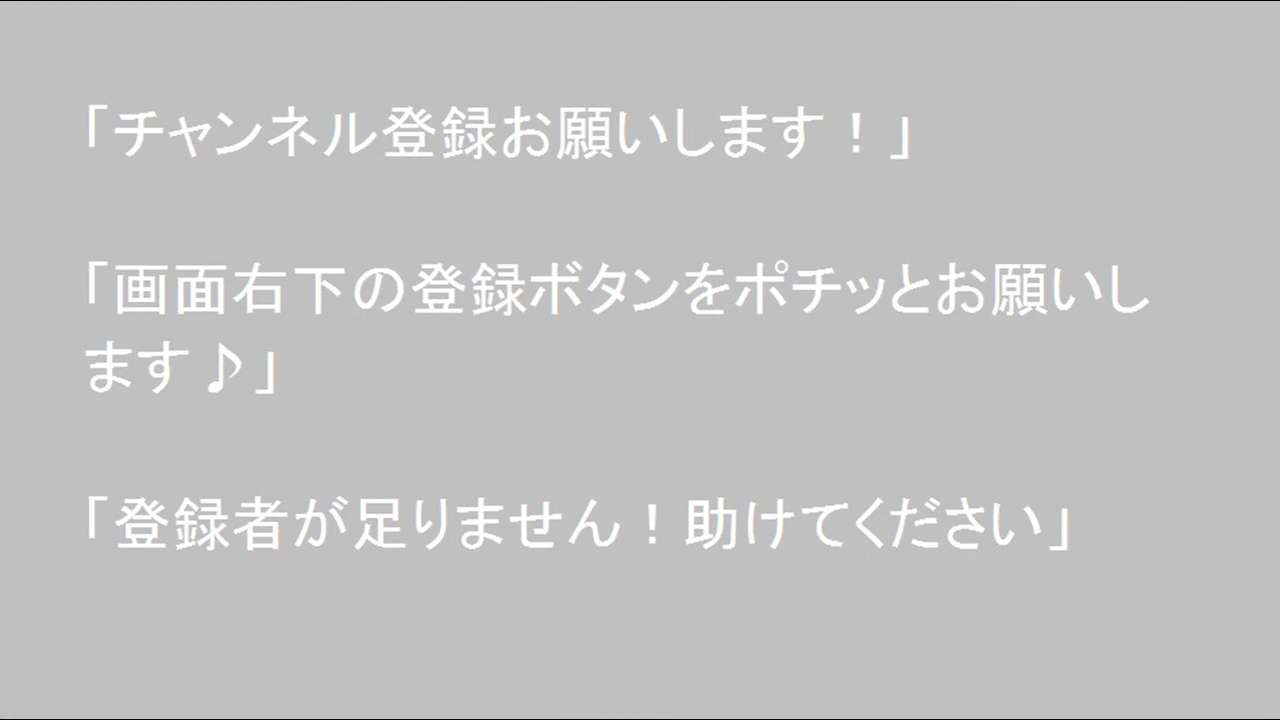 「チャンネル登録お願いします！」
「画面右下の登録ボタンをポチッとお願いし
ます♪」
「登録者が足りません！助けてください」